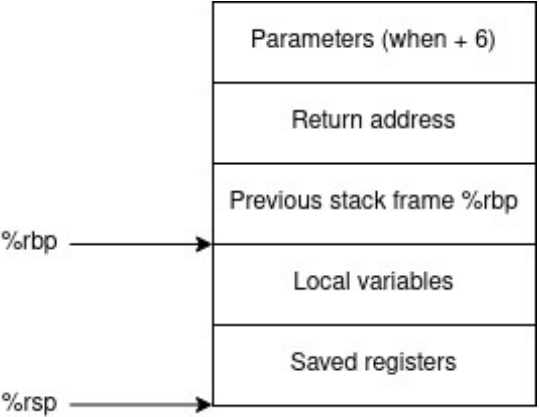 Parameters (when + 6)
Return address
Previous stack frame %rbp
%rbp
Local variables
Saved registers
%rsp